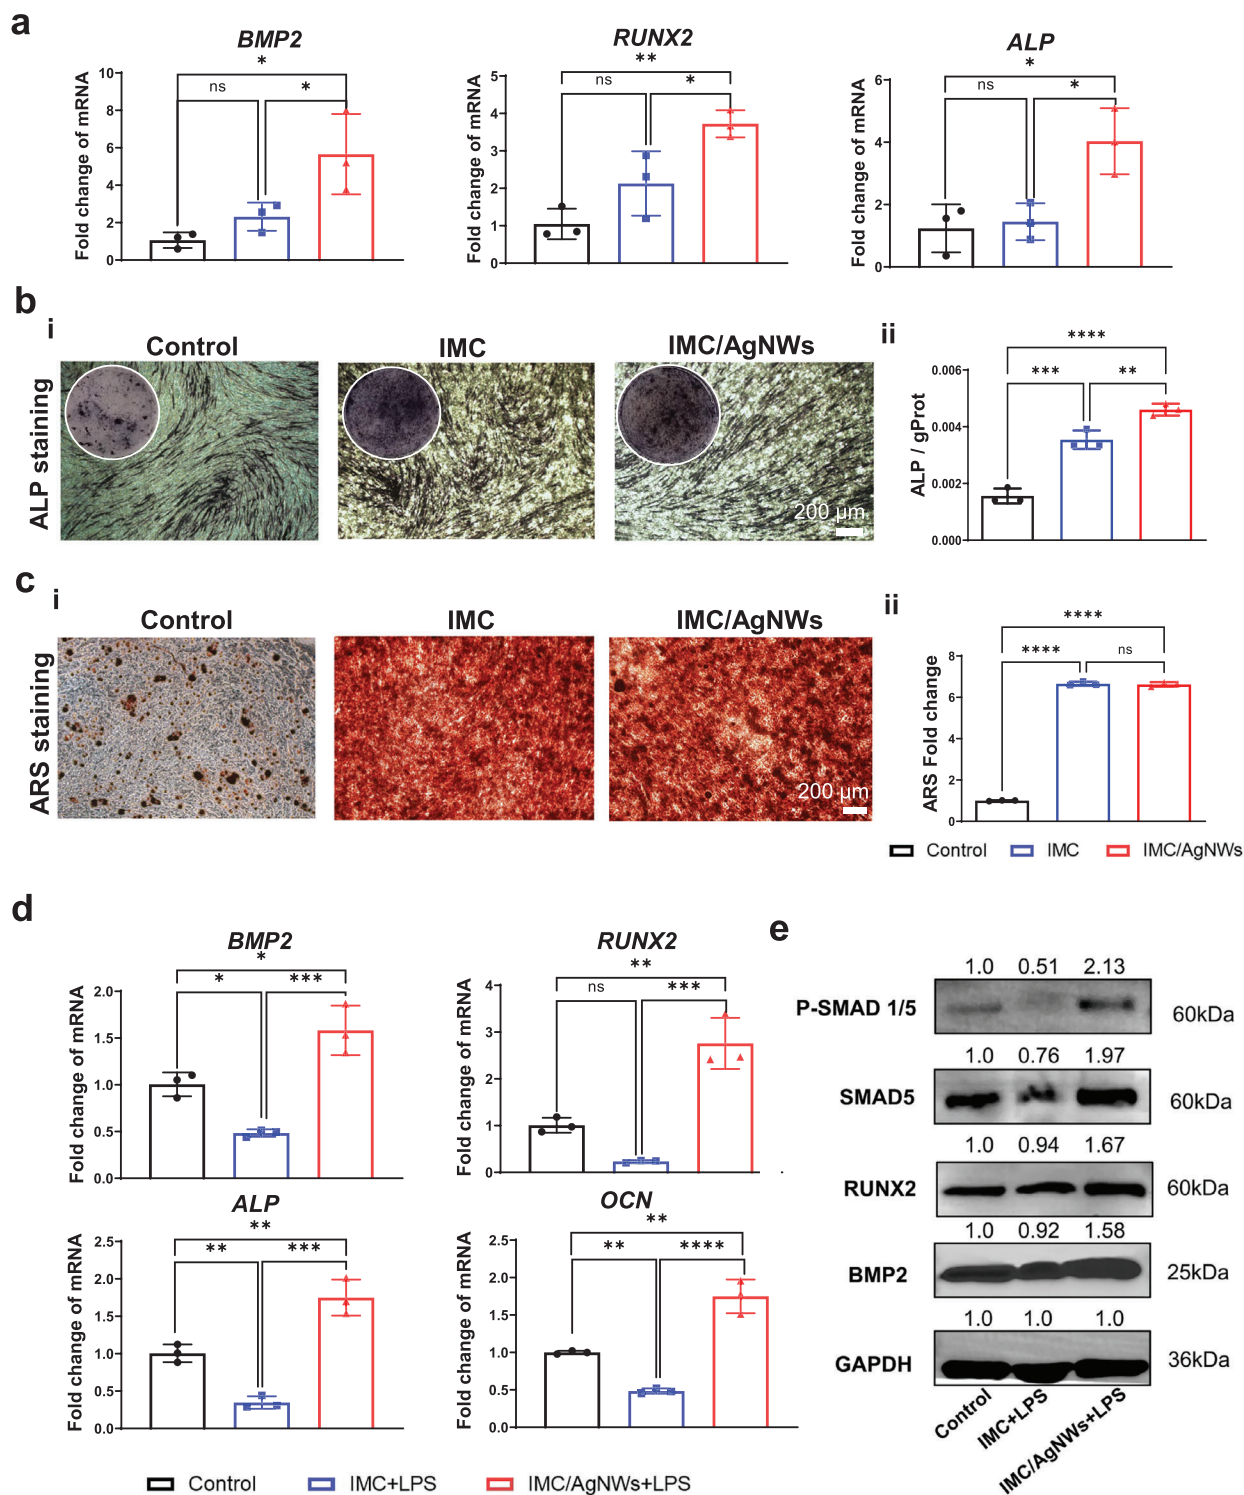 a
BMP2
*
ns
*
Fold change of mRNA
10
8
6
4
2
0
RUNX2
**
ns
*
Fold change of mRNA
5
4
3
2
1
0
ALP
*
ns
*
Fold change of mRNA
6
4
2
0
b
i
Control
IMC
IMC/AgNWs
ALP staining
200 μm
ii
****
***
**
ALP / gProt
0.006
0.004
0.002
0.000
c
i
Control
IMC
IMC/AgNWs
ARS staining
200 μm
ii
****
****
ns
ARS Fold change
8
6
4
2
0
Control
IMC
IMC/AgNWs
d
BMP2
*
*
***
Fold change of mRNA
2.0
1.5
1.0
0.5
0.0
RUNX2
**
ns
***
Fold change of mRNA
4
3
2
1
0
ALP
**
**
***
Fold change of mRNA
2.5
2.0
1.5
1.0
0.5
0.0
OCN
**
**
****
Fold change of mRNA
2.5
2.0
1.5
1.0
0.5
0.0
Control
IMC+LPS
IMC/AgNWs+LPS
e
1.0 0.51 2.13
P-SMAD 1/5
60kDa
1.0 0.76 1.97
SMAD5
60kDa
1.0 0.94 1.67
RUNX2
60kDa
1.0 0.92 1.58
BMP2
25kDa
1.0 1.0 1.0
GAPDH
36kDa
Control
IMC+LPS
IMC/AgNWs+LPS